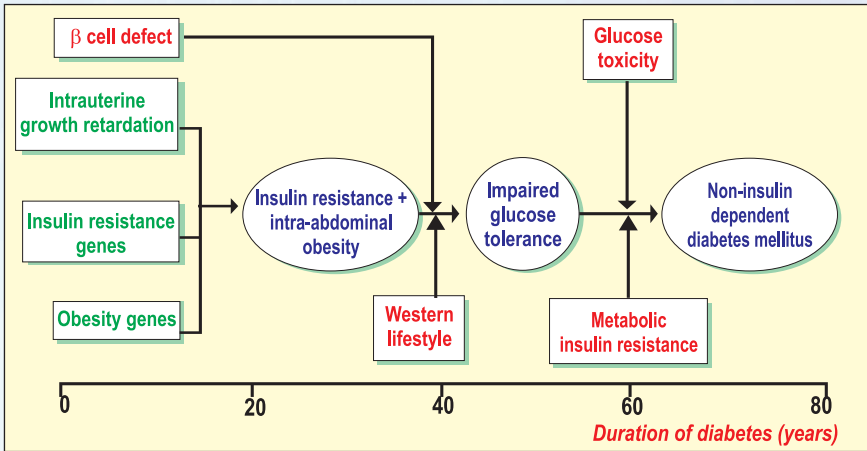 β cell defect
Intrauterine
growth retardation
Insulin resistance
genes
Obesity genes
Insulin resistance +
intra-abdominal
obesity
Western
lifestyle
Impaired
glucose
tolerance
Glucose
toxicity
Metabolic
insulin resistance
Non-insulin
dependent
diabetes mellitus
0
20
40
60
80
Duration of diabetes (years)